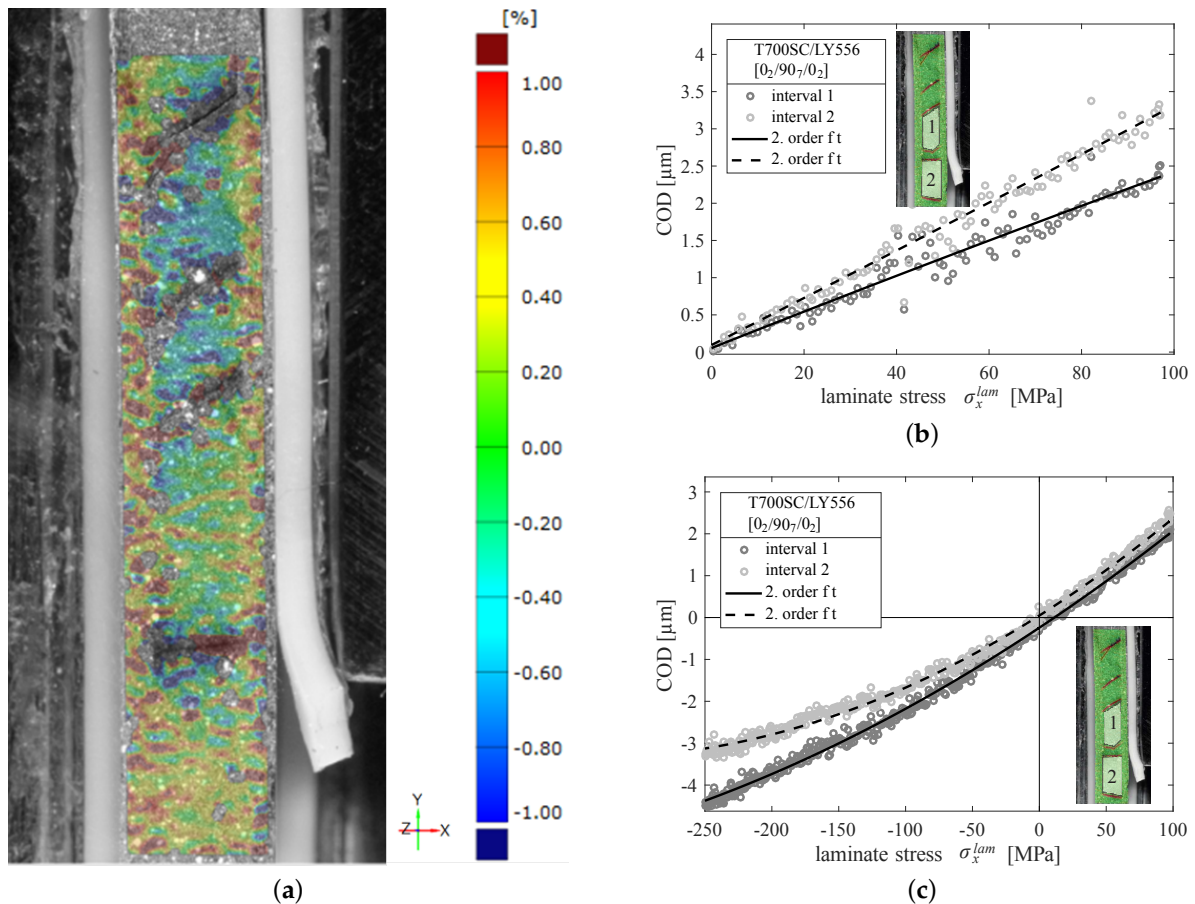 [%]
1.00
0.80
0.60
0.40
0.20
0.00
-0.20
-0.40
-0.60
-0.80
-1.00
Y
Z X
(a)
4
3.5
3
2.5
2
1.5
1
0.5
0
COD [µm]
T700SC/LY556
[0₂/90₇/0₂]
interval 1
interval 2
2. order f t
2. order f t
1
2
0 20 40 60 80 100
laminate stress σₓˡᵃᵐ [MPa]
(b)
3
2
1
0
-1
-2
-3
-4
COD [µm]
T700SC/LY556
[0₂/90₇/0₂]
interval 1
interval 2
2. order f t
2. order f t
1
2
-250 -200 -150 -100 -50 0 50 100
laminate stress σₓˡᵃᵐ [MPa]
(c)